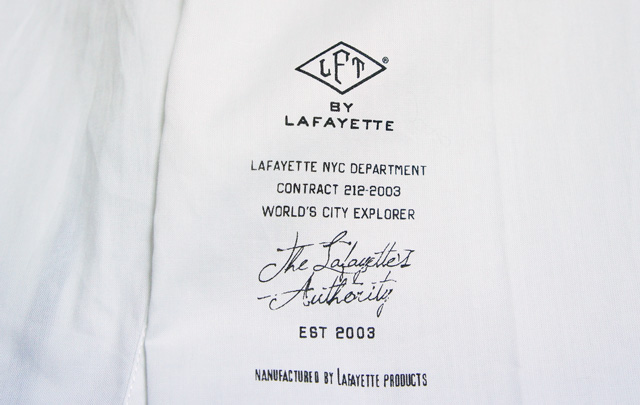 LFT®
BY
LAFAYETTE
LAFAYETTE NYC DEPARTMENT
CONTRACT 212-2003
WORLD'S CITY EXPLORER
The Lafayette's
-Authority
EST 2003
MANUFACTURED BY LAFAYETTE PRODUCTS